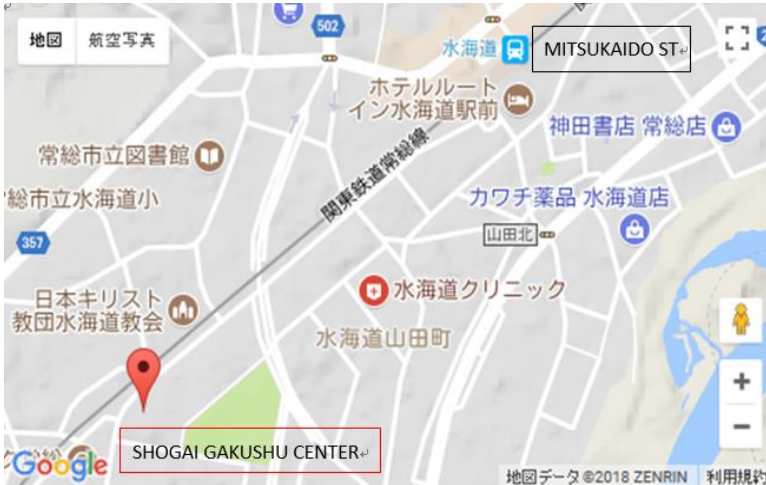 地図 航空写真
502
水海道
MITSUKAIDO ST
ホテルルート
イン水海道駅前
神田書店 常総店
常総市立図書館
関東鉄道常総線
総市立水海道小
カワチ薬品 水海道店
357
山田北
水海道クリニック
日本キリスト
教団水海道教会
水海道山田町
SHOGAI GAKUSHU CENTER
Google
地図データ ©2018 ZENRIN
利用規約